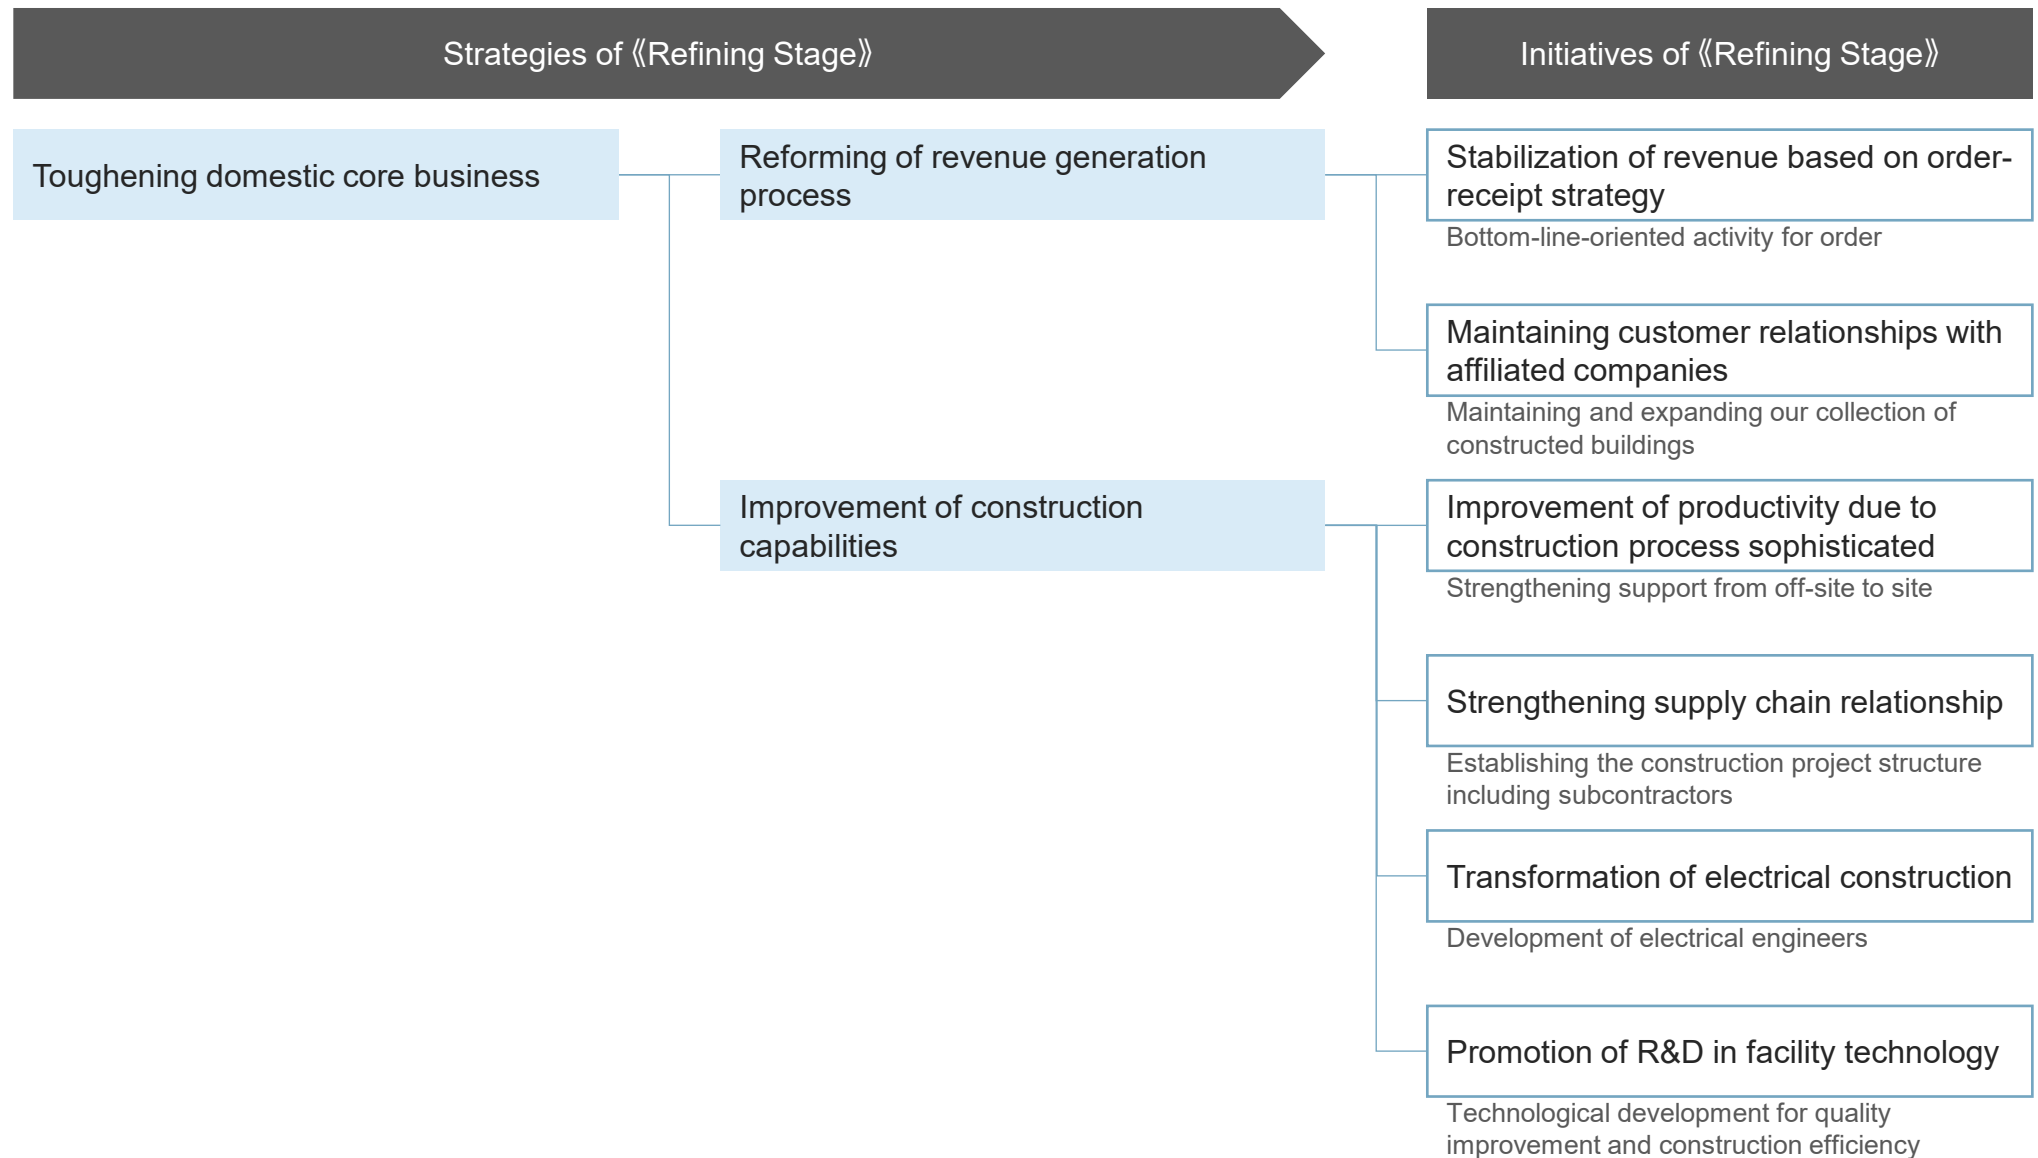 Strategies of 《Refining Stage》
Initiatives of 《Refining Stage》
Toughening domestic core business
Reforming of revenue generation
process
Stabilization of revenue based on order-
receipt strategy
Bottom-line-oriented activity for order
Maintaining customer relationships with
affiliated companies
Maintaining and expanding our collection of
constructed buildings
Improvement of construction
capabilities
Improvement of productivity due to
construction process sophisticated
Strengthening support from off-site to site
Strengthening supply chain relationship
Establishing the construction project structure
including subcontractors
Transformation of electrical construction
Development of electrical engineers
Promotion of R&D in facility technology
Technological development for quality
improvement and construction efficiency